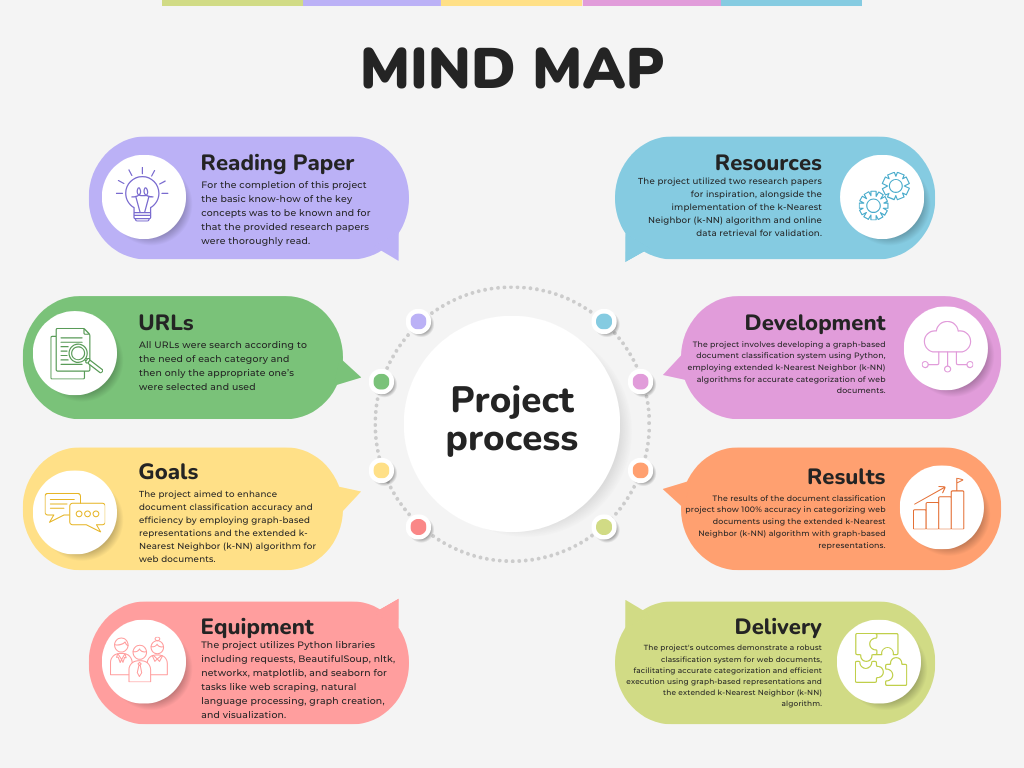 MIND MAP
Reading Paper
For the completion of this project
the basic know-how of the key
concepts was to be known and for
that the provided research papers
were thoroughly read.
Resources
The project utilized two research papers
for inspiration, alongside the
implementation of the k-Nearest
Neighbor (k-NN) algorithm and online
data retrieval for validation.
URLs
All URLs were search according to
the need of each category and
then only the appropriate one's
were selected and used
Development
The project involves developing a graph-based
document classification system using Python,
employing extended k-Nearest Neighbor (k-NN)
algorithms for accurate categorization of web
documents.
Project
process
Goals
The project aimed to enhance
document classification accuracy and
efficiency by employing graph-based
representations and the extended k-
Nearest Neighbor (k-NN) algorithm for
web documents.
Results
The results of the document classification
project show 100% accuracy in categorizing web
documents using the extended k-Nearest
Neighbor (k-NN) algorithm with graph-based
representations.
Equipment
The project utilizes Python libraries
including requests, BeautifulSoup, nltk,
networkx, matplotlib, and seaborn for
tasks like web scraping, natural
language processing, graph creation,
and visualization.
Delivery
The project's outcomes demonstrate a robust
classification system for web documents,
facilitating accurate categorization and efficient
execution using graph-based representations and
the extended k-Nearest Neighbor (k-NN)
algorithm.